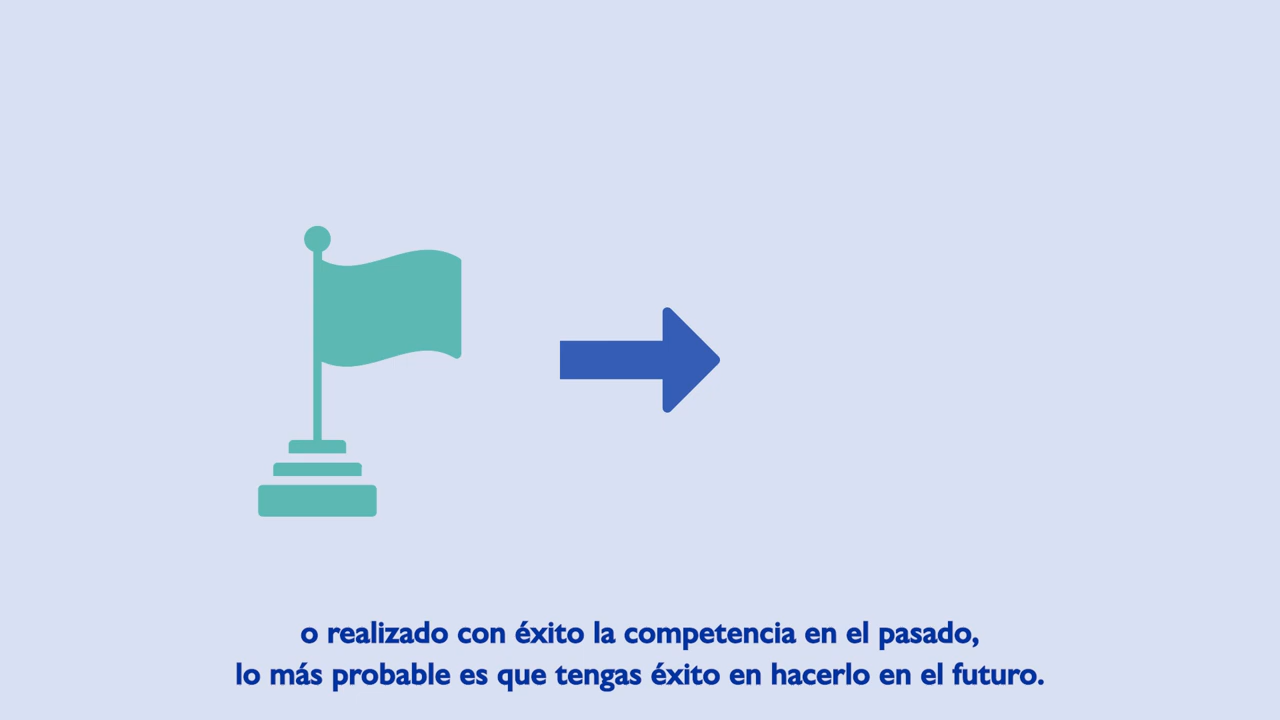 o realizado con éxito la competencia en el pasado,
lo más probable es que tengas éxito en hacerlo en el futuro.